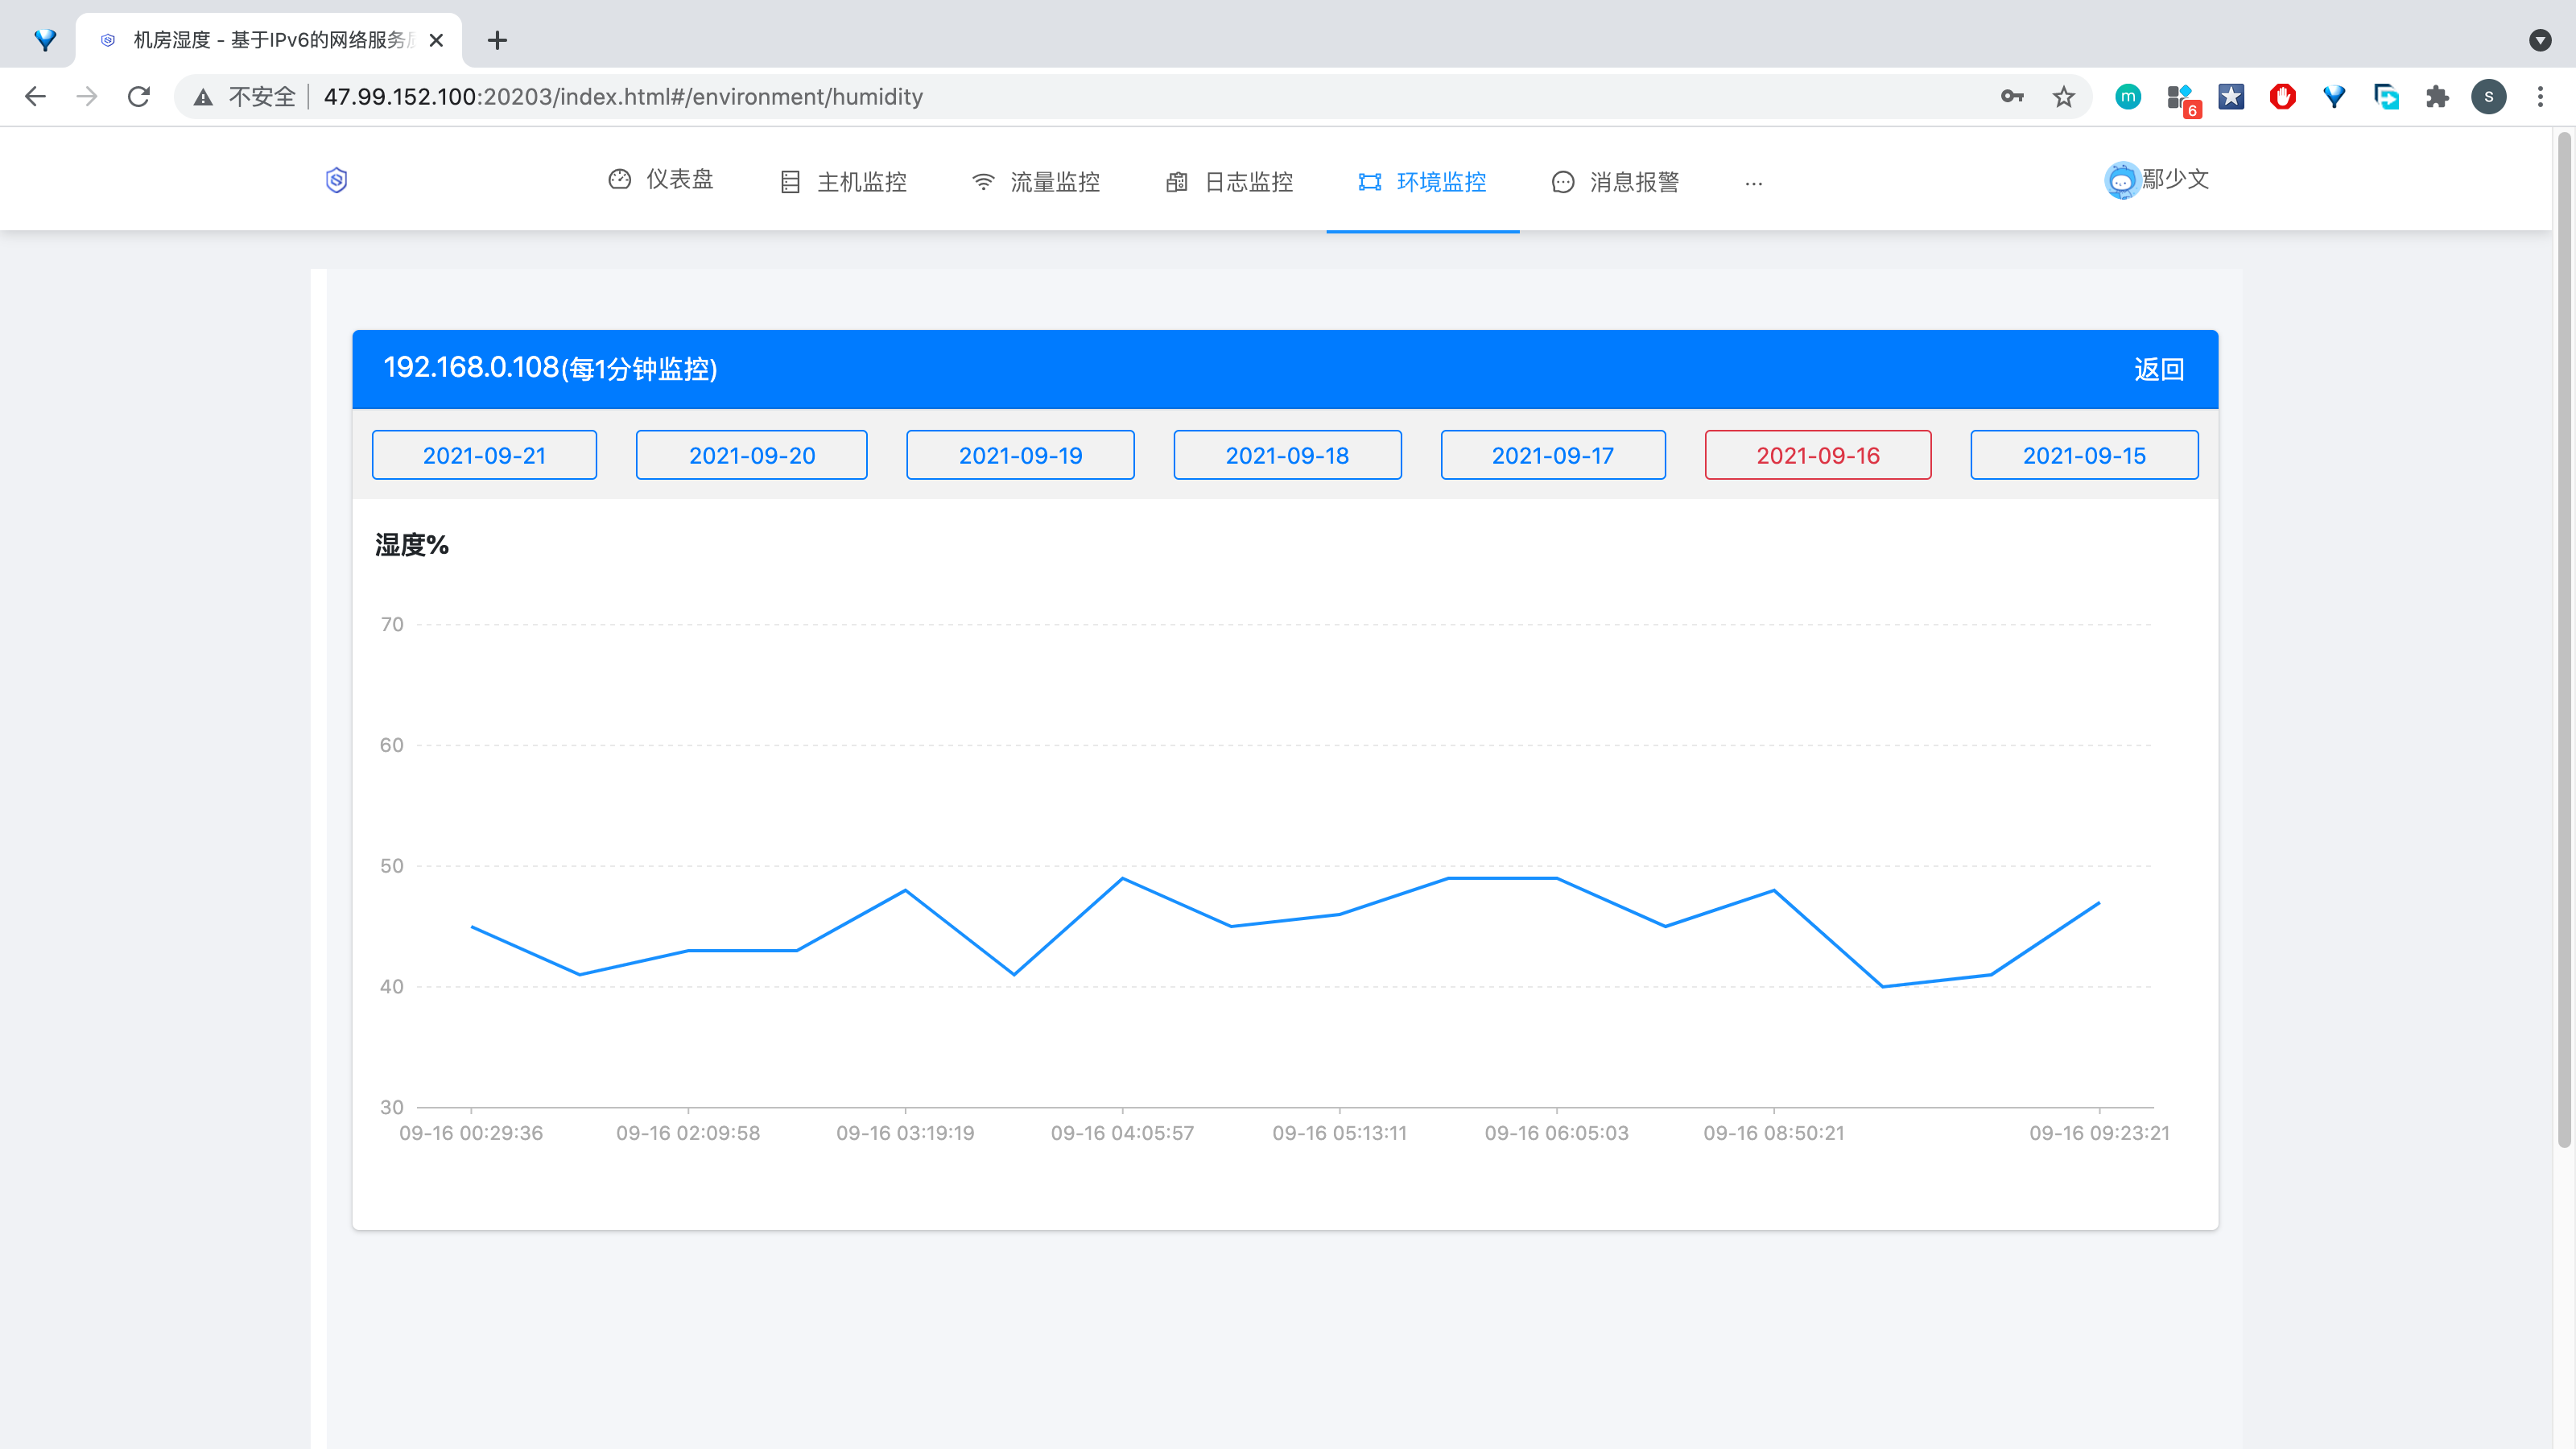 机房湿度 - 基于IPv6的网络服务
不安全 47.99.152.100:20203/index.html#/environment/humidity
m 6 S
仪表盘 主机监控 流量监控 日志监控 环境监控 消息报警 ··· 鄢少文
192.168.0.108(每1分钟监控) 返回
2021-09-21 2021-09-20 2021-09-19 2021-09-18 2021-09-17 2021-09-16 2021-09-15
湿度%
70
60
50
40
30
09-16 00:29:36 09-16 02:09:58 09-16 03:19:19 09-16 04:05:57 09-16 05:13:11 09-16 06:05:03 09-16 08:50:21 09-16 09:23:21